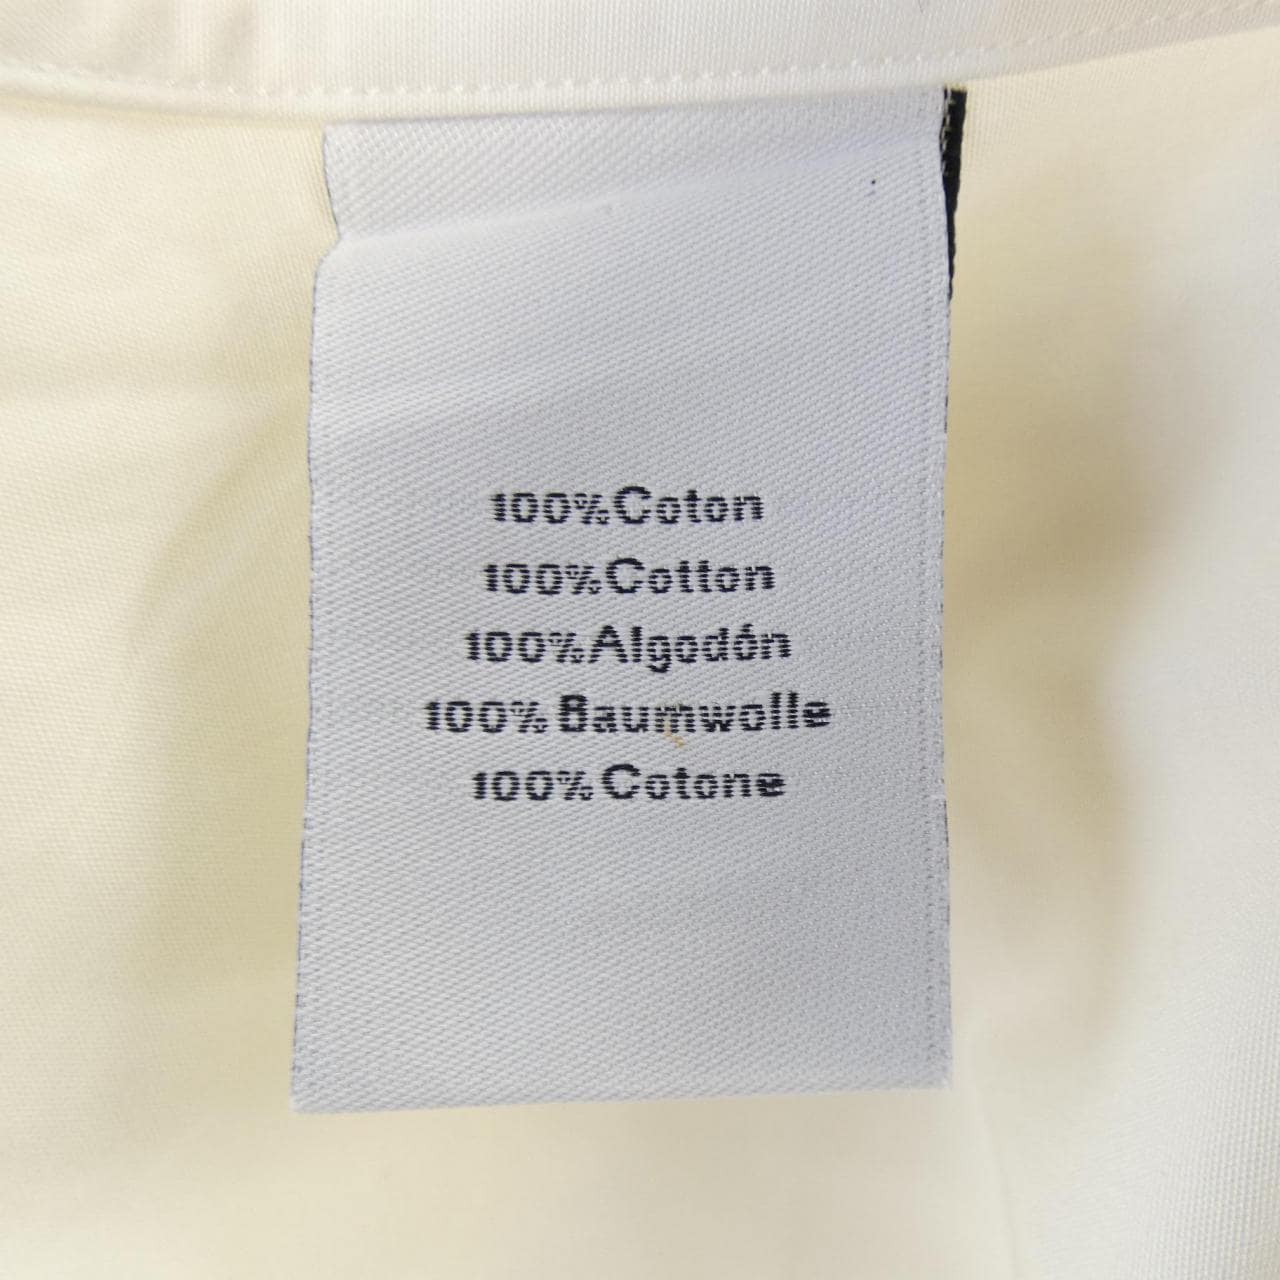 100% Coton
100% Cotton
100% Algodón
100% Baumwolle
100% Cotone